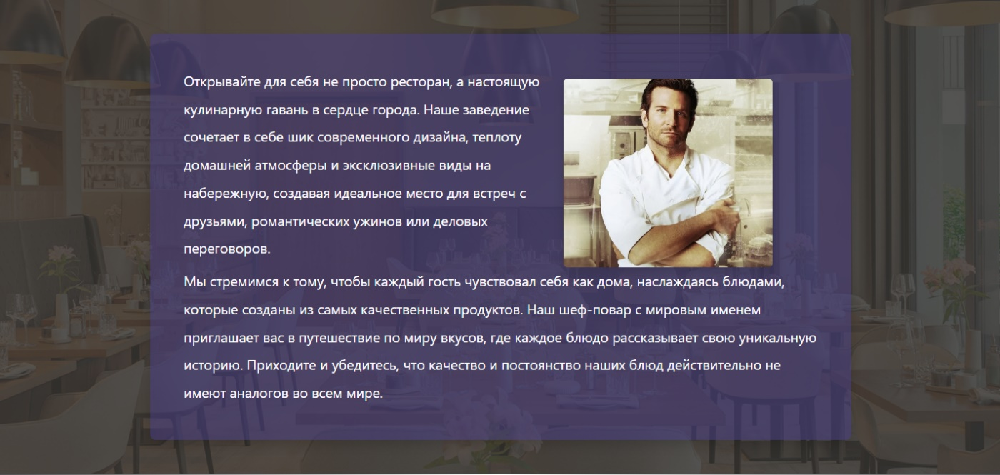 Открывайте для себя не просто ресторан, а настоящую
кулинарную гавань в сердце города. Наше заведение
сочетает в себе шик современного дизайна, теплоту
домашней атмосферы и эксклюзивные виды на
набережную, создавая идеальное место для встреч с
друзьями, романтических ужинов или деловых
переговоров.
Мы стремимся к тому, чтобы каждый гость чувствовал себя как дома, наслаждаясь блюдами,
которые созданы из самых качественных продуктов. Наш шеф-повар с мировым именем
приглашает вас в путешествие по миру вкусов, где каждое блюдо рассказывает свою уникальную
историю. Приходите и убедитесь, что качество и постоянство наших блюд действительно не
имеют аналогов во всем мире.